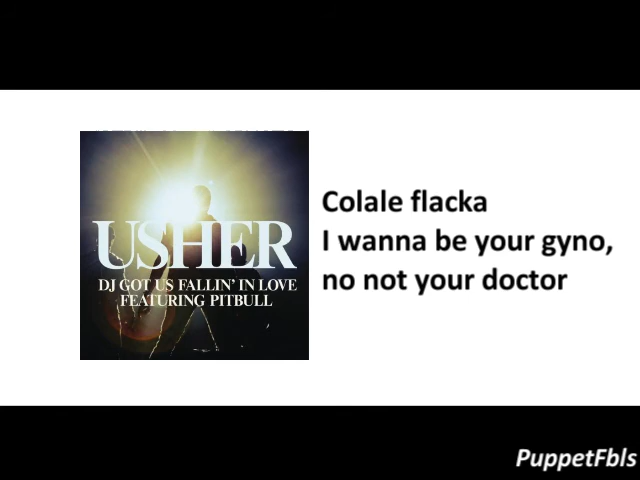 USHER
DJ GOT US FALLIN' IN LOVE
FEATURING PITBULL
Colale flacka
I wanna be your gyno,
no not your doctor
PuppetFbls